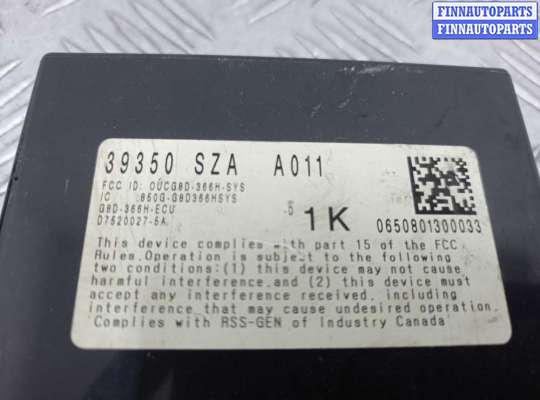 FINNAUTOPARTS
FINNAUTOPARTS
39350 SZA A011
FCC ID: OUCG8D-366H-SYS
IC :850G-G8D366HSYS
G8D-366H-ECU
D7520027-5A
5
1K
0650801300033
This device complies with part 15 of the FCC
Rules.Operation is subject to the following
two conditions:(1) this device may not cause
harmful interference,and (2) this device must
accept any interference received, including
interference that may cause undesired operation.
Complies with RSS-GEN of Industry Canada